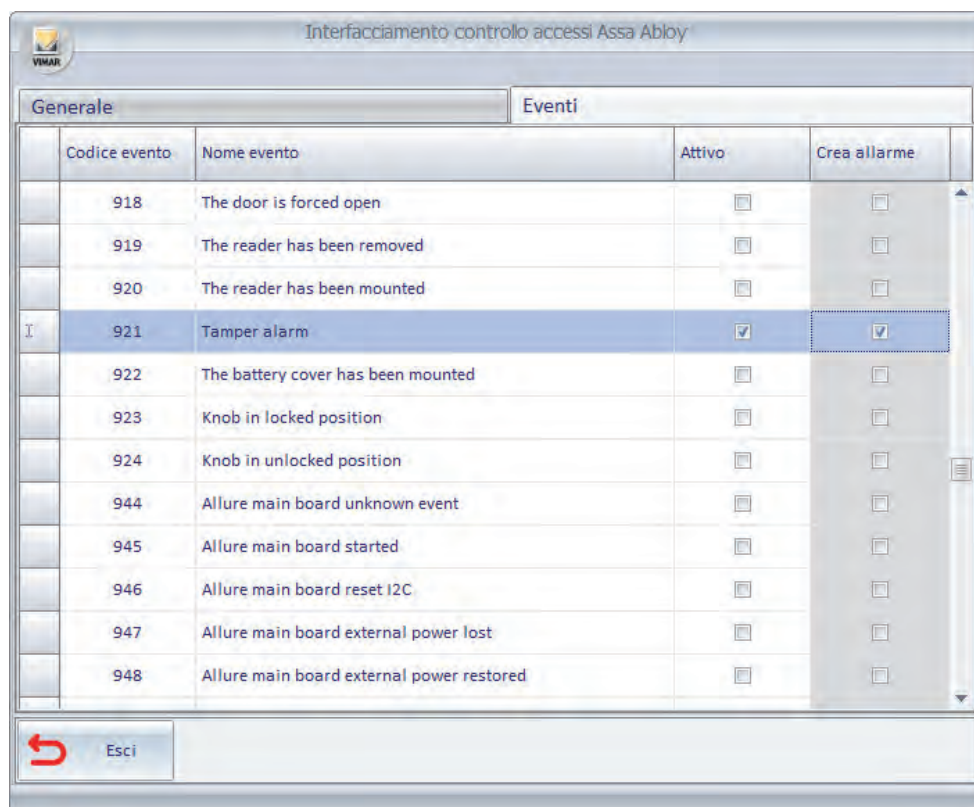 Interfacciamento controllo accessi Assa Abloy
VIMAR
Generale Eventi
Codice evento Nome evento Attivo Crea allarme
918 The door is forced open
919 The reader has been removed
920 The reader has been mounted
921 Tamper alarm
922 The battery cover has been mounted
923 Knob in locked position
924 Knob in unlocked position
944 Allure main board unknown event
945 Allure main board started
946 Allure main board reset I2C
947 Allure main board external power lost
948 Allure main board external power restored
Esci